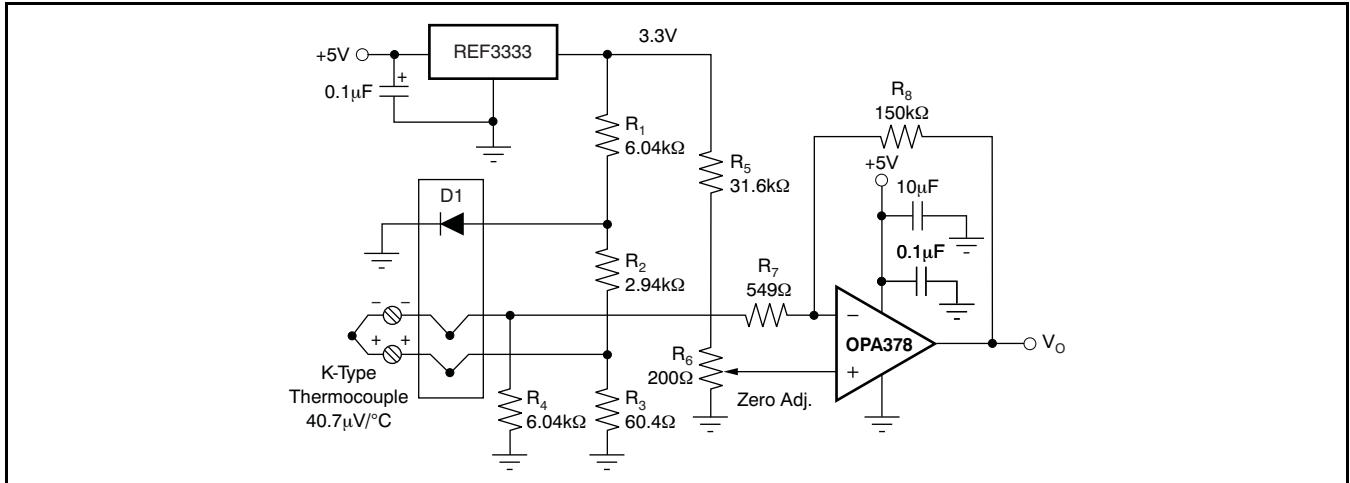 +5V
0.1μF
+
REF3333
3.3V
R1
6.04kΩ
R5
31.6kΩ
R8
150kΩ
+5V
10μF
0.1μF
D1
R2
2.94kΩ
R7
549Ω
− −
+ +
K-Type
Thermocouple
40.7μV/°C
R4
6.04kΩ
R3
60.4Ω
R6
200Ω
Zero Adj.
−
OPA378
+
VO